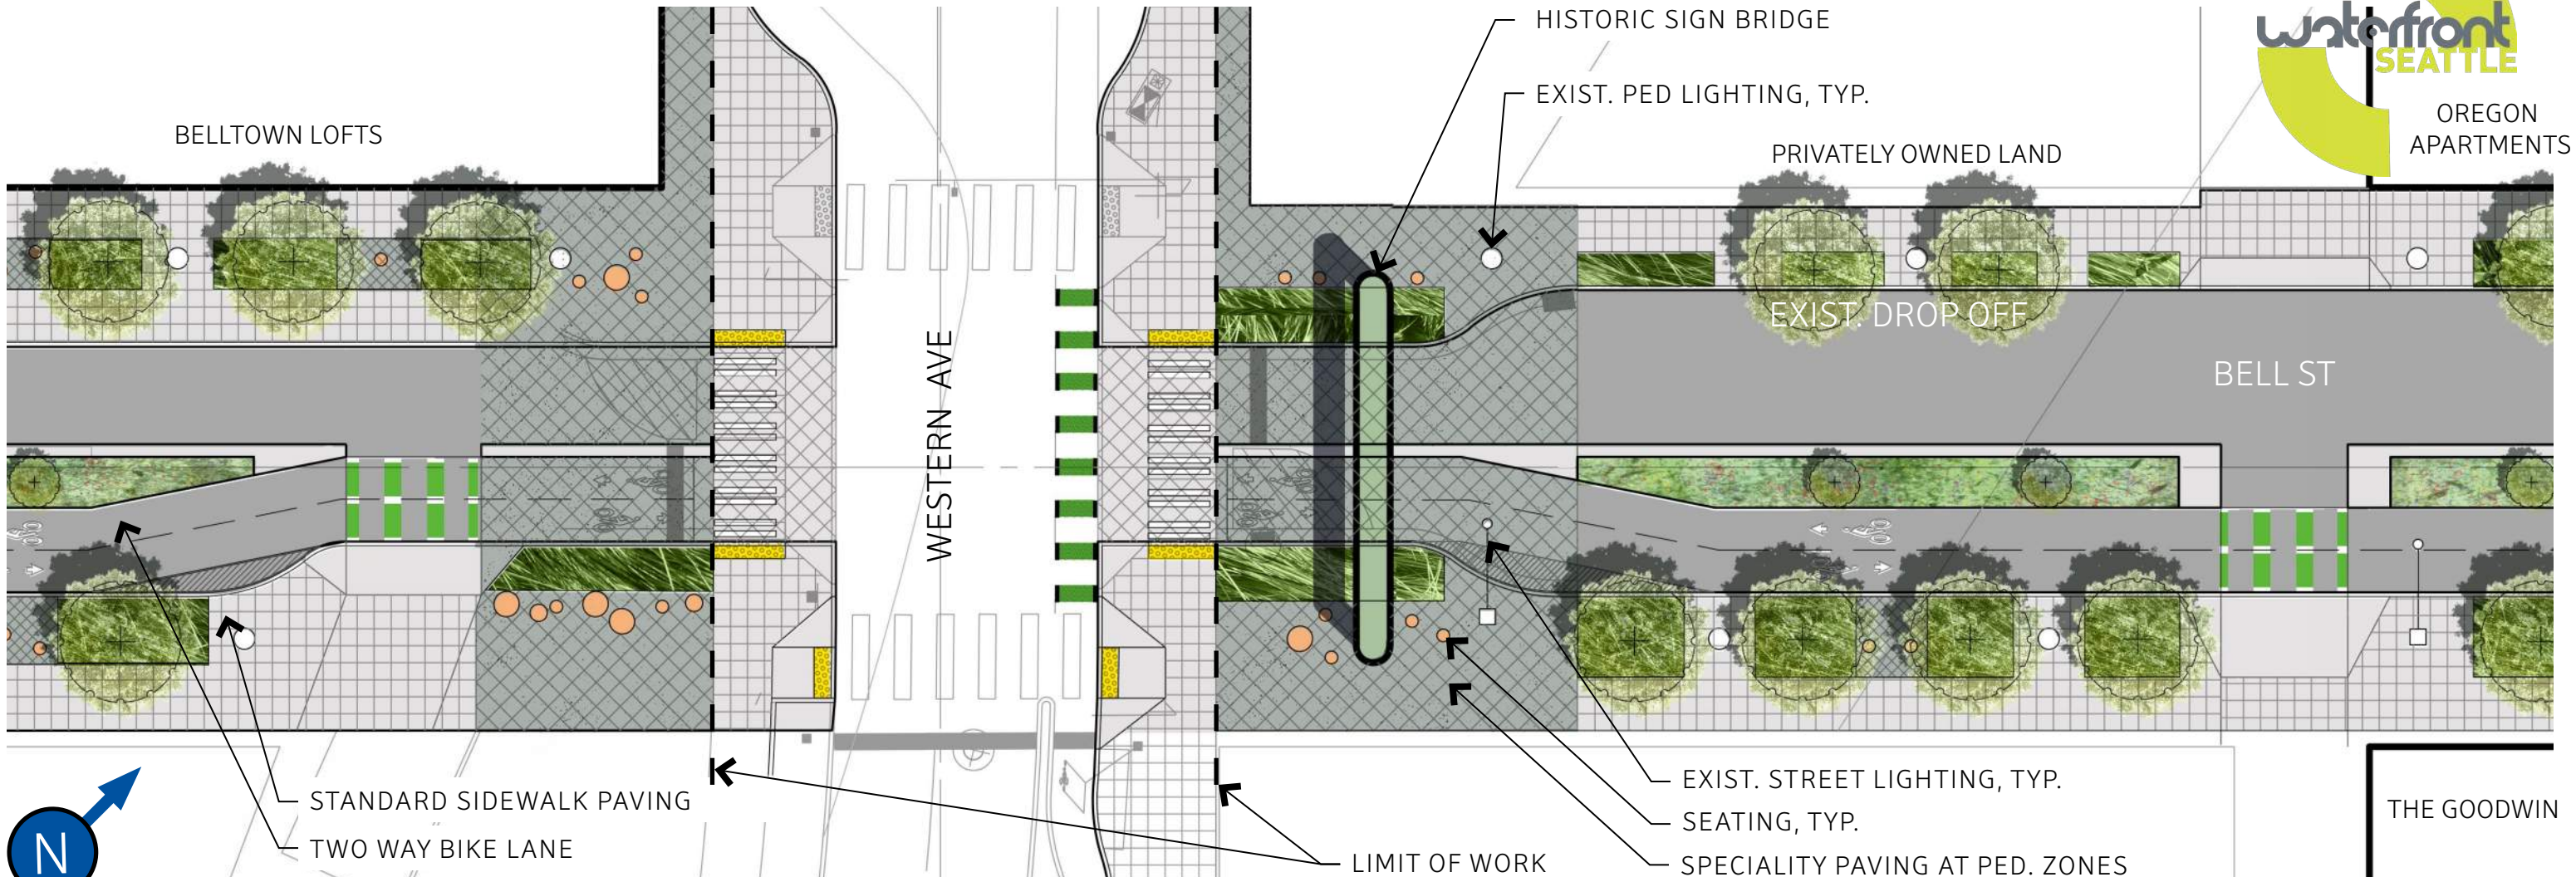 HISTORIC SIGN BRIDGE
waterfront
SEATTLE
EXIST. PED LIGHTING, TYP.
OREGON
APARTMENTS
BELLTOWN LOFTS
PRIVATELY OWNED LAND
EXIST. DROP OFF
BELL ST
WESTERN AVE
STANDARD SIDEWALK PAVING
TWO WAY BIKE LANE
EXIST. STREET LIGHTING, TYP.
SEATING, TYP.
SPECIALITY PAVING AT PED. ZONES
LIMIT OF WORK
THE GOODWIN
N